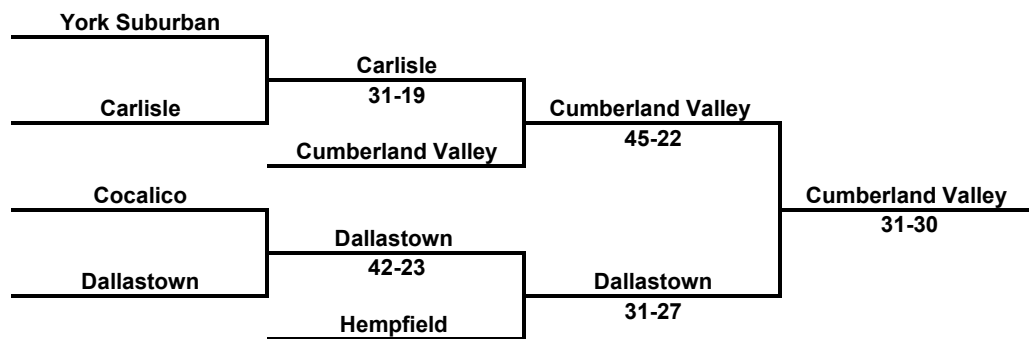 York Suburban
Carlisle
31-19
Carlisle
Cumberland Valley
45-22
Cumberland Valley
Cocalico
Cumberland Valley
31-30
Dallastown
42-23
Dallastown
Dallastown
31-27
Hempfield